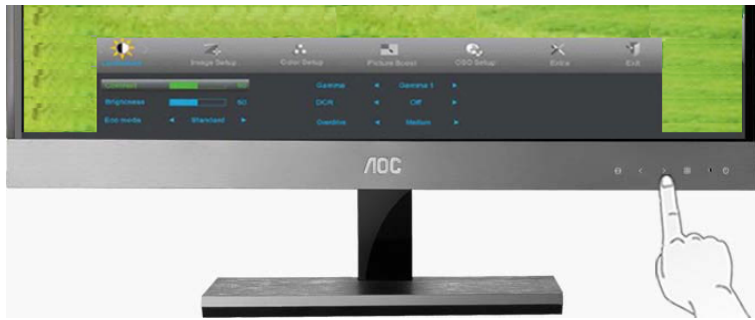 Luminance Image Setup Color Setup Picture Boost OSD Setup Extra Exit
Contrast 50 Gamma Gamma 1
Brightness 50 DCR Off
Eco mode Standard Overdrive Medium
AOC